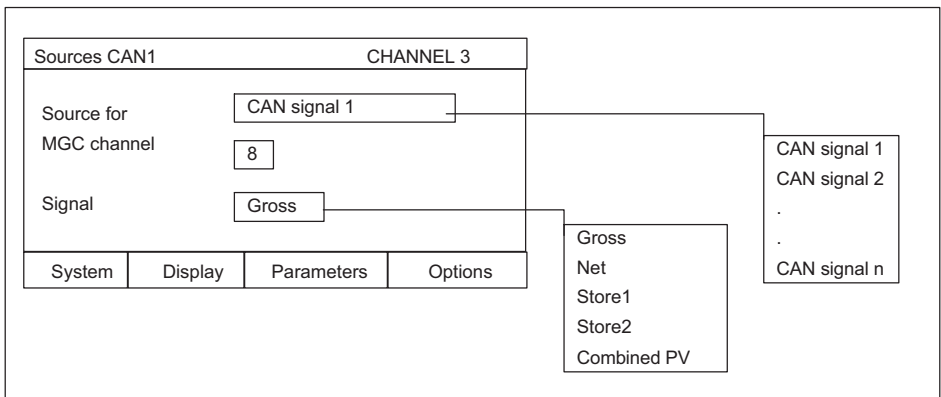 Sources CAN1 CHANNEL 3
Source for CAN signal 1
MGC channel 8
Signal Gross
System Display Parameters Options
Gross
Net
Store1
Store2
Combined PV
CAN signal 1
CAN signal 2
.
.
CAN signal n